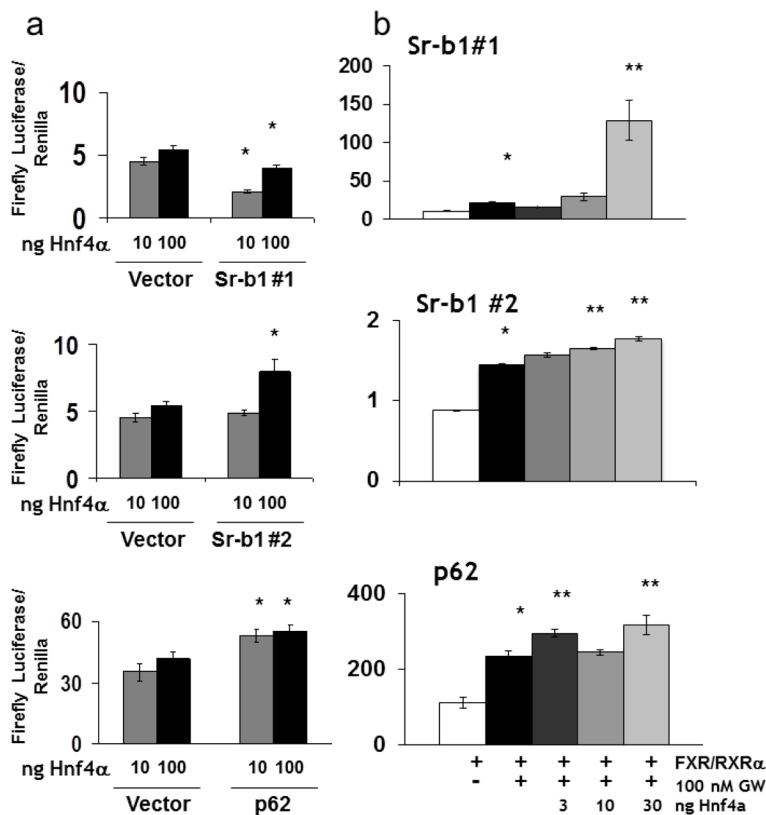 a
b
Sr-b1#1
Firefly Luciferase/
Renilla
10
5
0
*
*
ng Hnf4α
10 100
10 100
Vector
Sr-b1 #1
200
150
100
50
0
*
**
Sr-b1 #2
Firefly Luciferase/
Renilla
10
5
0
*
ng Hnf4α
10 100
10 100
Vector
Sr-b1 #2
2
1
0
*
**
**
p62
Firefly Luciferase/
Renilla
60
30
0
*
*
ng Hnf4α
10 100
10 100
Vector
p62
400
200
0
*
**
**
+ + + + + FXR/RXRα
- + + + + 100 nM GW
3 10 30 ng Hnf4a